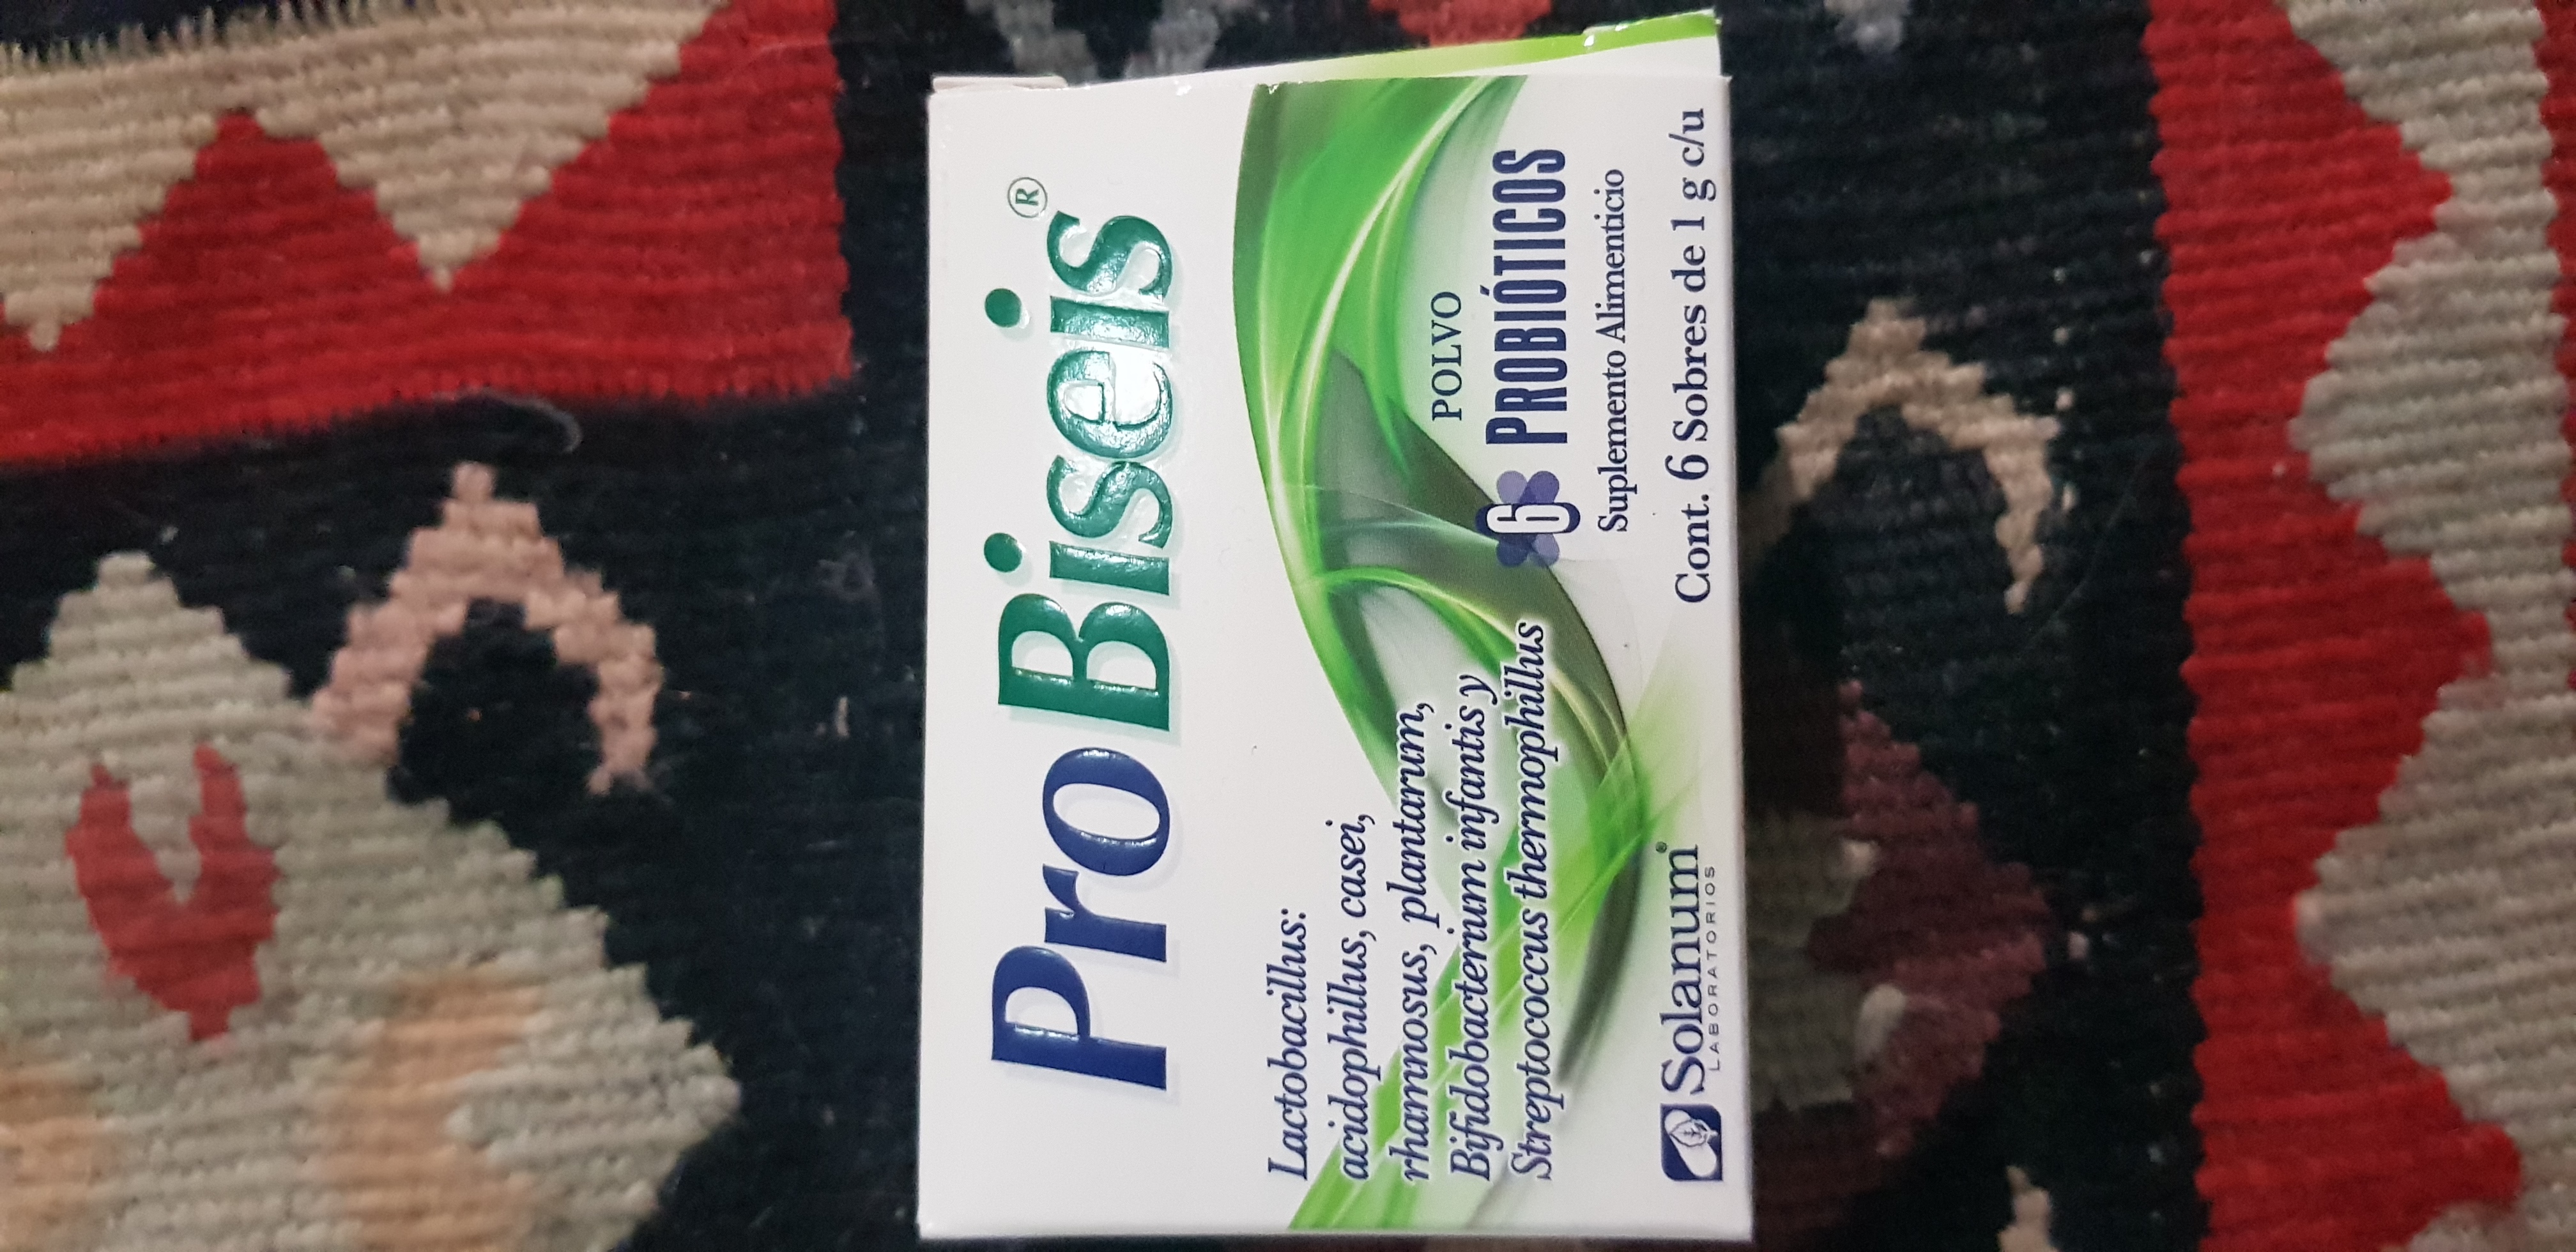 ProBiseis®
Lactobacillus:
acidophillus, casei,
rhamnosus, plantarum,
Bifidobacterium infantis y
Streptococcus thermophillus
POLVO
6 PROBIÓTICOS
Suplemento Alimenticio
Solanum®
LABORATORIOS
Cont. 6 Sobres de 1 g c/u